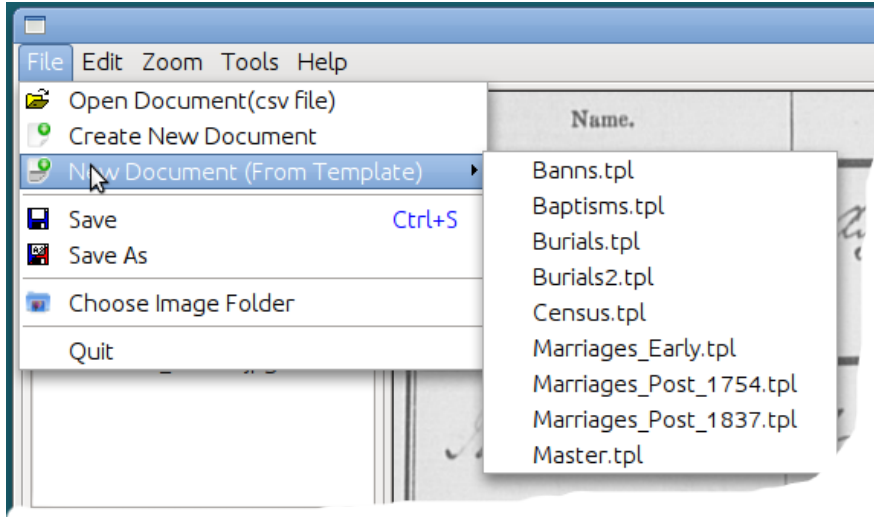 File Edit Zoom Tools Help
Open Document(csv file)
Create New Document
New Document (From Template)
Save Ctrl+S
Save As
Choose Image Folder
Quit
Name.
Banns.tpl
Baptisms.tpl
Burials.tpl
Burials2.tpl
Census.tpl
Marriages_Early.tpl
Marriages_Post_1754.tpl
Marriages_Post_1837.tpl
Master.tpl